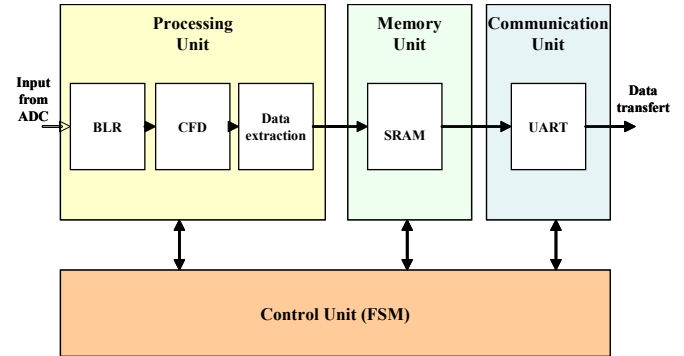 Processing
Unit
Memory
Unit
Communication
Unit
Input
from
ADC
BLR
CFD
Data
extraction
SRAM
UART
Data
transfert
Control Unit (FSM)